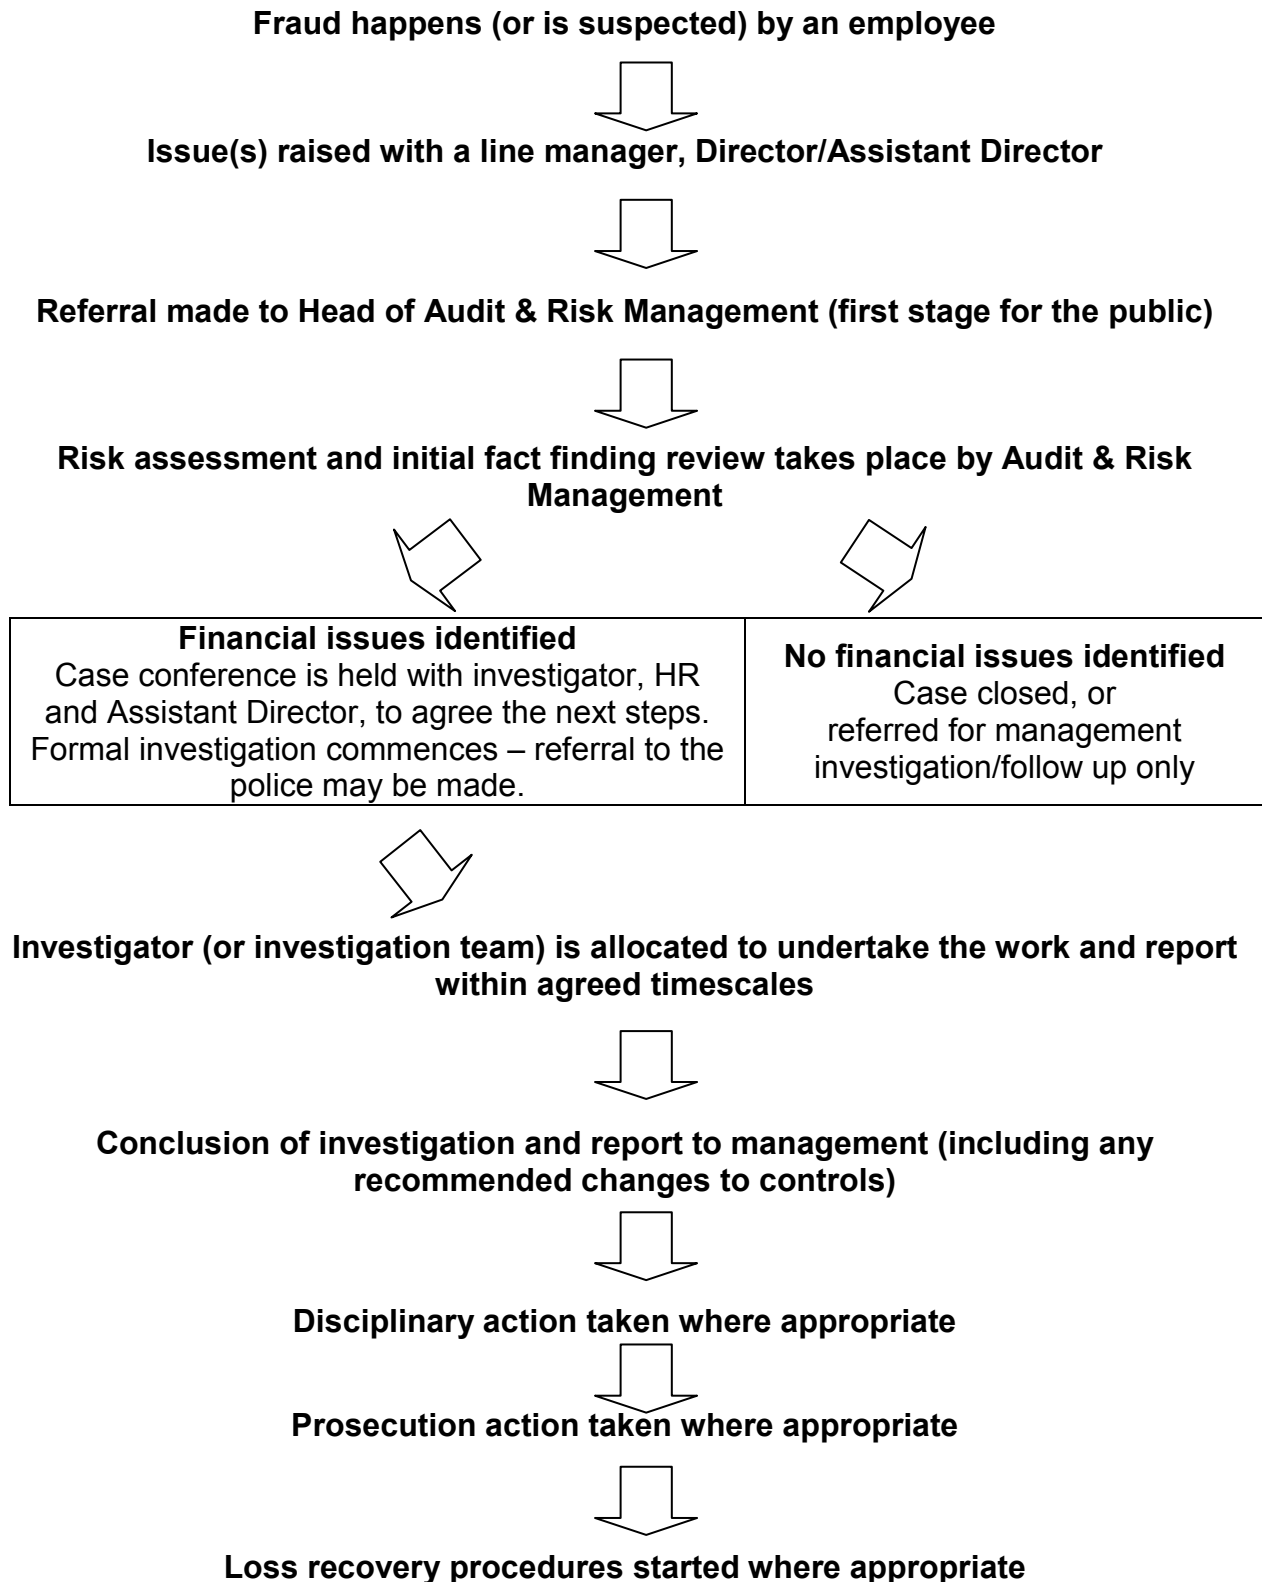 Fraud happens (or is suspected) by an employee
Issue(s) raised with a line manager, Director/Assistant Director
Referral made to Head of Audit & Risk Management (first stage for the public)
Risk assessment and initial fact finding review takes place by Audit & Risk
Management
Financial issues identified
Case conference is held with investigator, HR
and Assistant Director, to agree the next steps.
Formal investigation commences – referral to the
police may be made.
No financial issues identified
Case closed, or
referred for management
investigation/follow up only
Investigator (or investigation team) is allocated to undertake the work and report
within agreed timescales
Conclusion of investigation and report to management (including any
recommended changes to controls)
Disciplinary action taken where appropriate
Prosecution action taken where appropriate
Loss recovery procedures started where appropriate